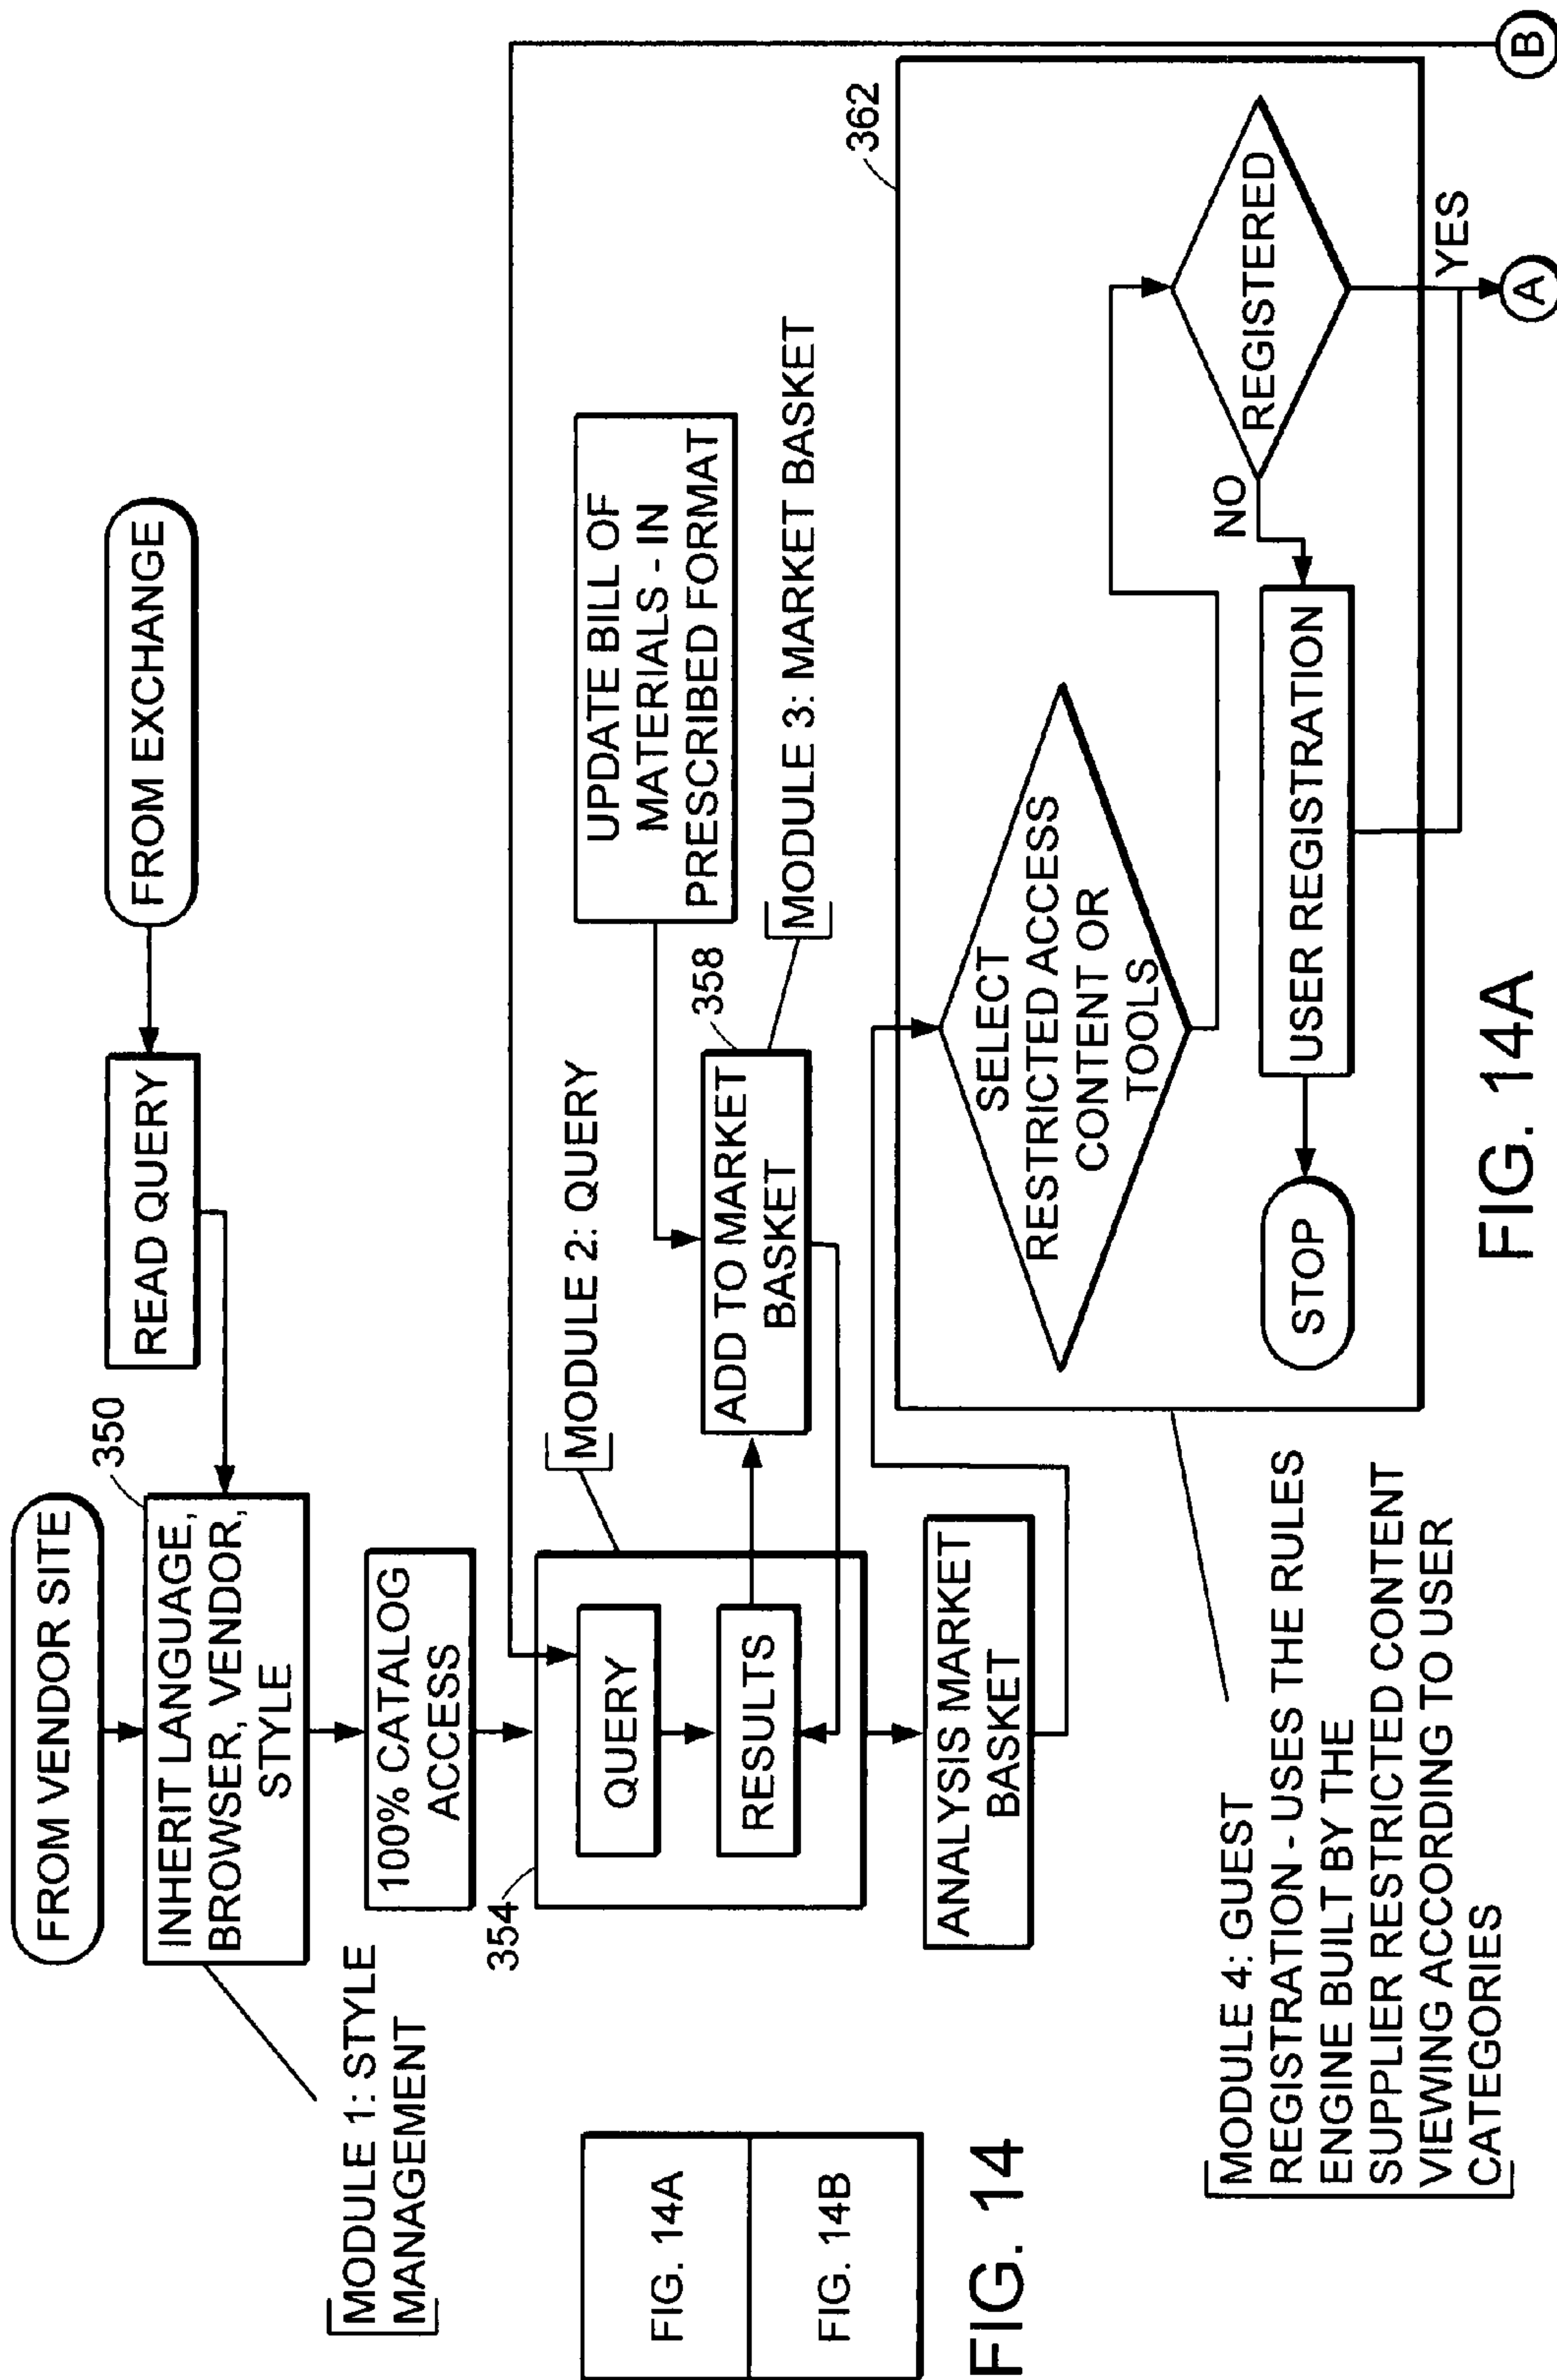 FROM VENDOR SITE
FROM EXCHANGE
READ QUERY
350
INHERIT LANGUAGE,
BROWSER, VENDOR,
STYLE
[MODULE 1: STYLE
MANAGEMENT
100% CATALOG
ACCESS
354
QUERY
RESULTS
[MODULE 2: QUERY
UPDATE BILL OF
MATERIALS - IN
PRESCRIBED FORMAT
358
ADD TO MARKET
BASKET
[MODULE 3: MARKET BASKET
ANALYSIS MARKET
BASKET
362
SELECT
RESTRICTED ACCESS
CONTENT OR
TOOLS
REGISTERED
NO
YES
USER REGISTRATION
STOP
A
B
[MODULE 4: GUEST
REGISTRATION - USES THE RULES
ENGINE BUILT BY THE
SUPPLIER RESTRICTED CONTENT
VIEWING ACCORDING TO USER
CATEGORIES
FIG. 14A
FIG. 14B
FIG. 14
FIG. 14A